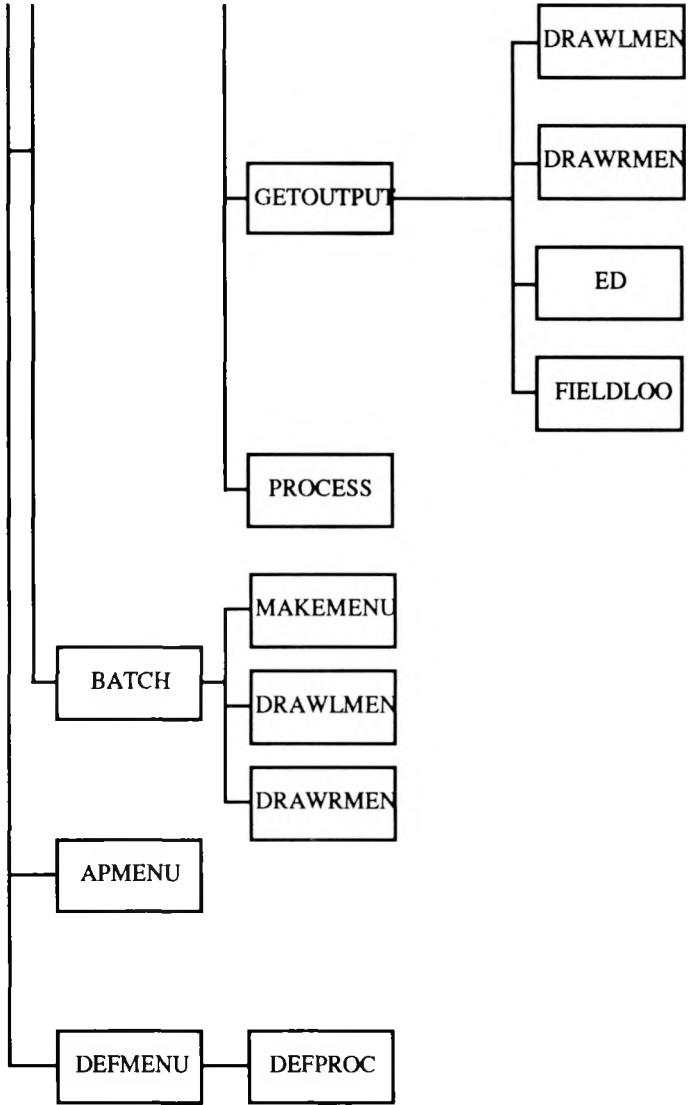 DRAWLMEN
DRAWRMEN
GETOUTPUT
ED
FIELDLOO
PROCESS
MAKEMENU
BATCH
DRAWLMEN
DRAWRMEN
APMENU
DEFMENU
DEFPROC